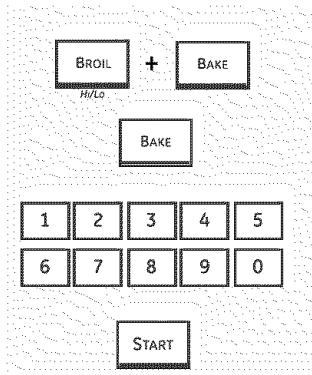 BROIL + BAKE
Hi/Lo
BAKE
1 2 3 4 5
6 7 8 9 0
START